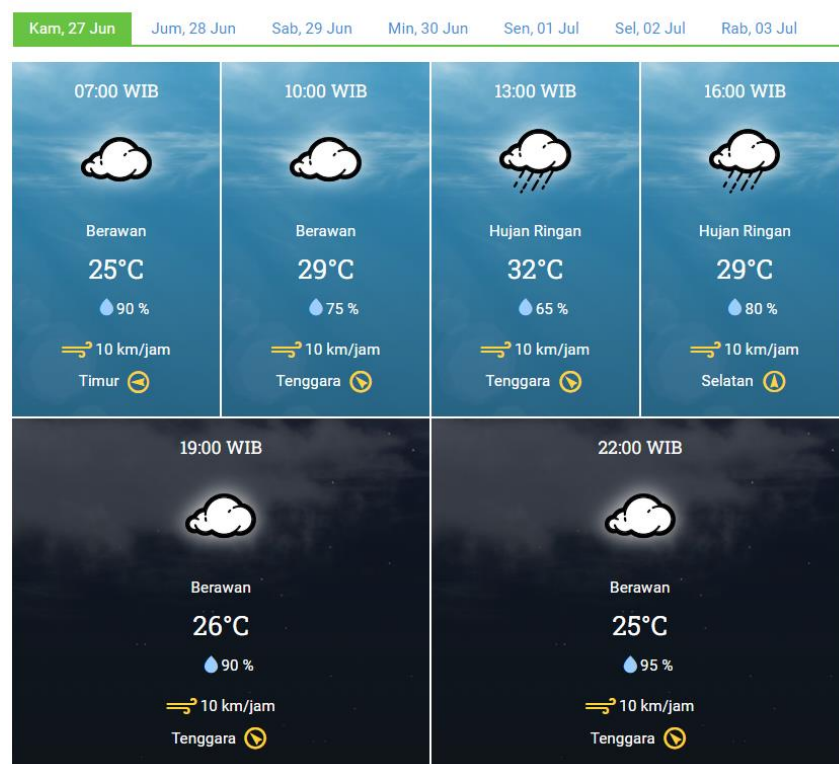 Kam, 27 Jun
Jum, 28 Jun
Sab, 29 Jun
Min, 30 Jun
Sen, 01 Jul
Sel, 02 Jul
Rab, 03 Jul
07:00 WIB
Berawan
25°C
90 %
10 km/jam
Timur
10:00 WIB
Berawan
29°C
75 %
10 km/jam
Tenggara
13:00 WIB
Hujan Ringan
32°C
65 %
10 km/jam
Tenggara
16:00 WIB
Hujan Ringan
29°C
80 %
10 km/jam
Selatan
19:00 WIB
Berawan
26°C
90 %
10 km/jam
Tenggara
22:00 WIB
Berawan
25°C
95 %
10 km/jam
Tenggara